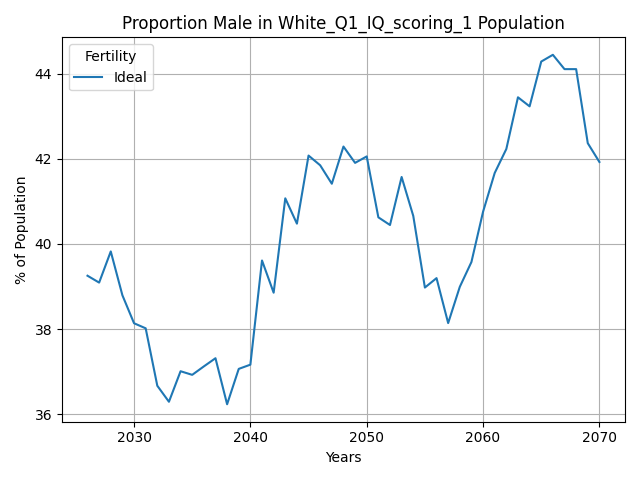 Proportion Male in White_Q1_IQ_scoring_1 Population
Fertility
Ideal
% of Population
44
42
40
38
36
2030 2040 2050 2060 2070
Years